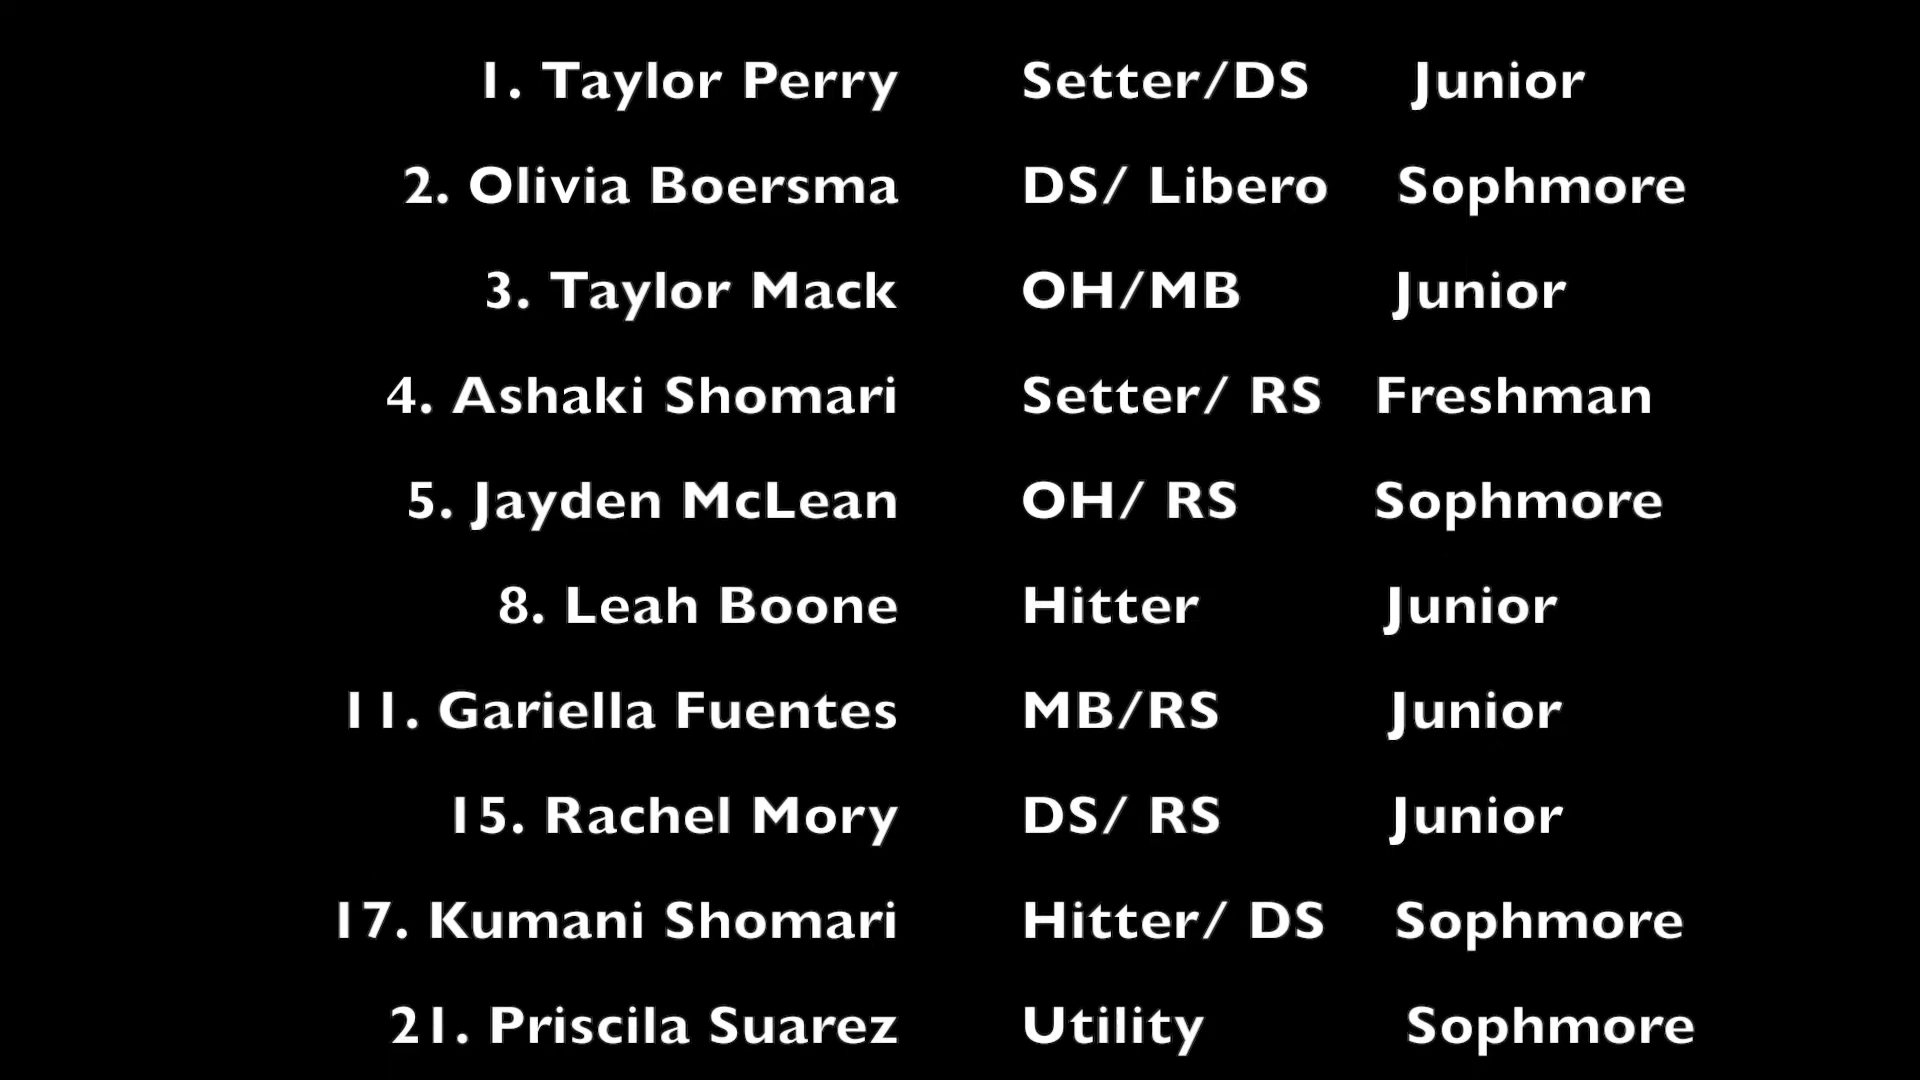 1. Taylor Perry Setter/DS Junior
2. Olivia Boersma DS/ Libero Sophmore
3. Taylor Mack OH/MB Junior
4. Ashaki Shomari Setter/ RS Freshman
5. Jayden McLean OH/ RS Sophmore
8. Leah Boone Hitter Junior
11. Gariella Fuentes MB/RS Junior
15. Rachel Mory DS/ RS Junior
17. Kumani Shomari Hitter/ DS Sophmore
21. Priscila Suarez Utility Sophmore